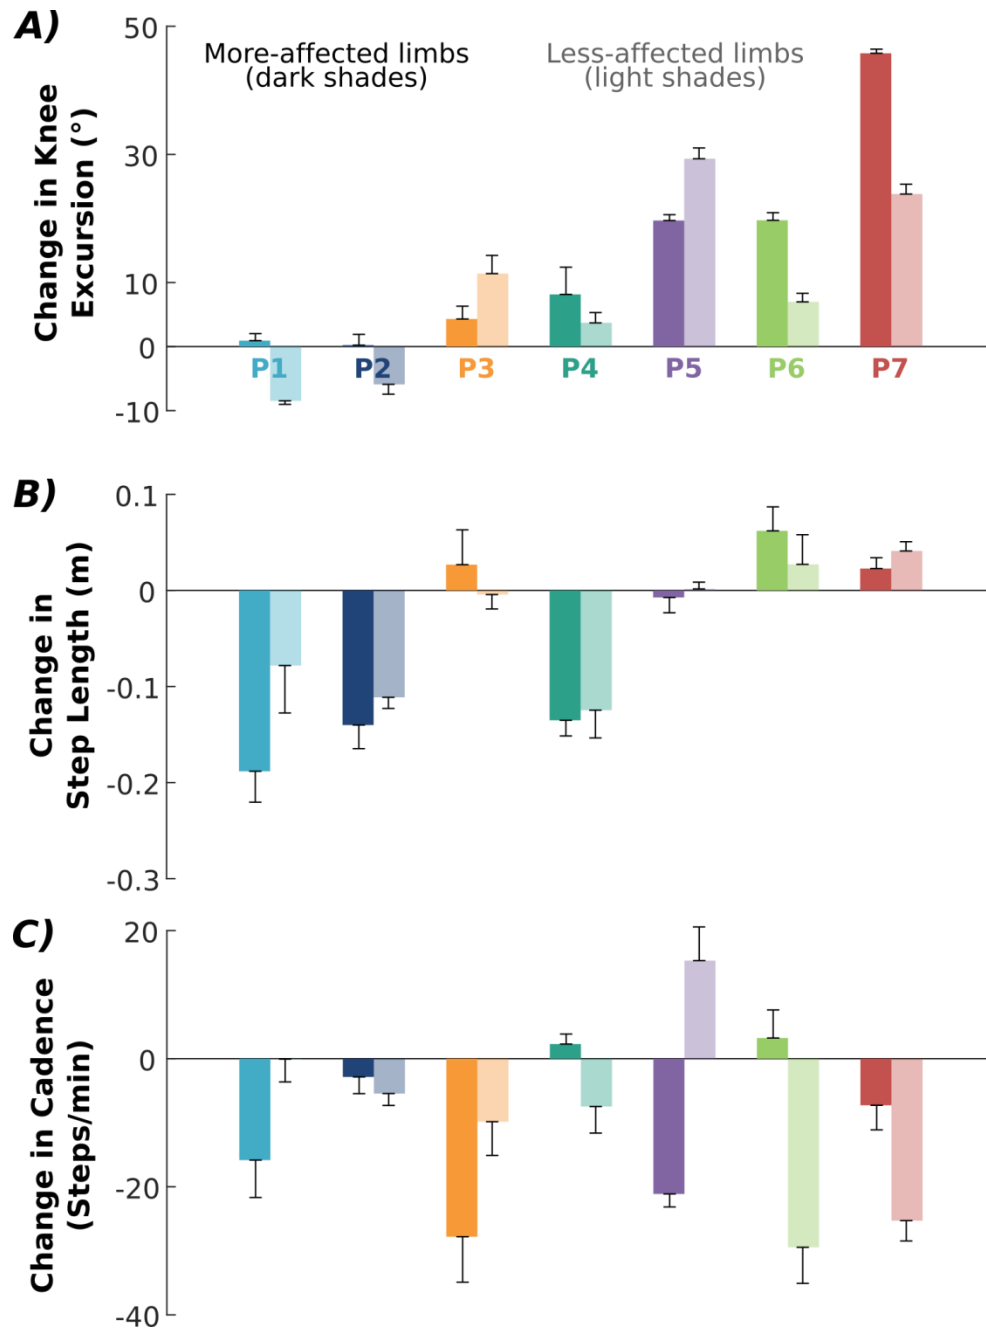 A)
More-affected limbs
(dark shades)
Less-affected limbs
(light shades)
Change in Knee
Excursion (°)
50
30
10
0
-10
P1
P2
P3
P4
P5
P6
P7
B)
Change in
Step Length (m)
0.1
0
-0.1
-0.2
-0.3
C)
Change in Cadence
(Steps/min)
20
0
-20
-40